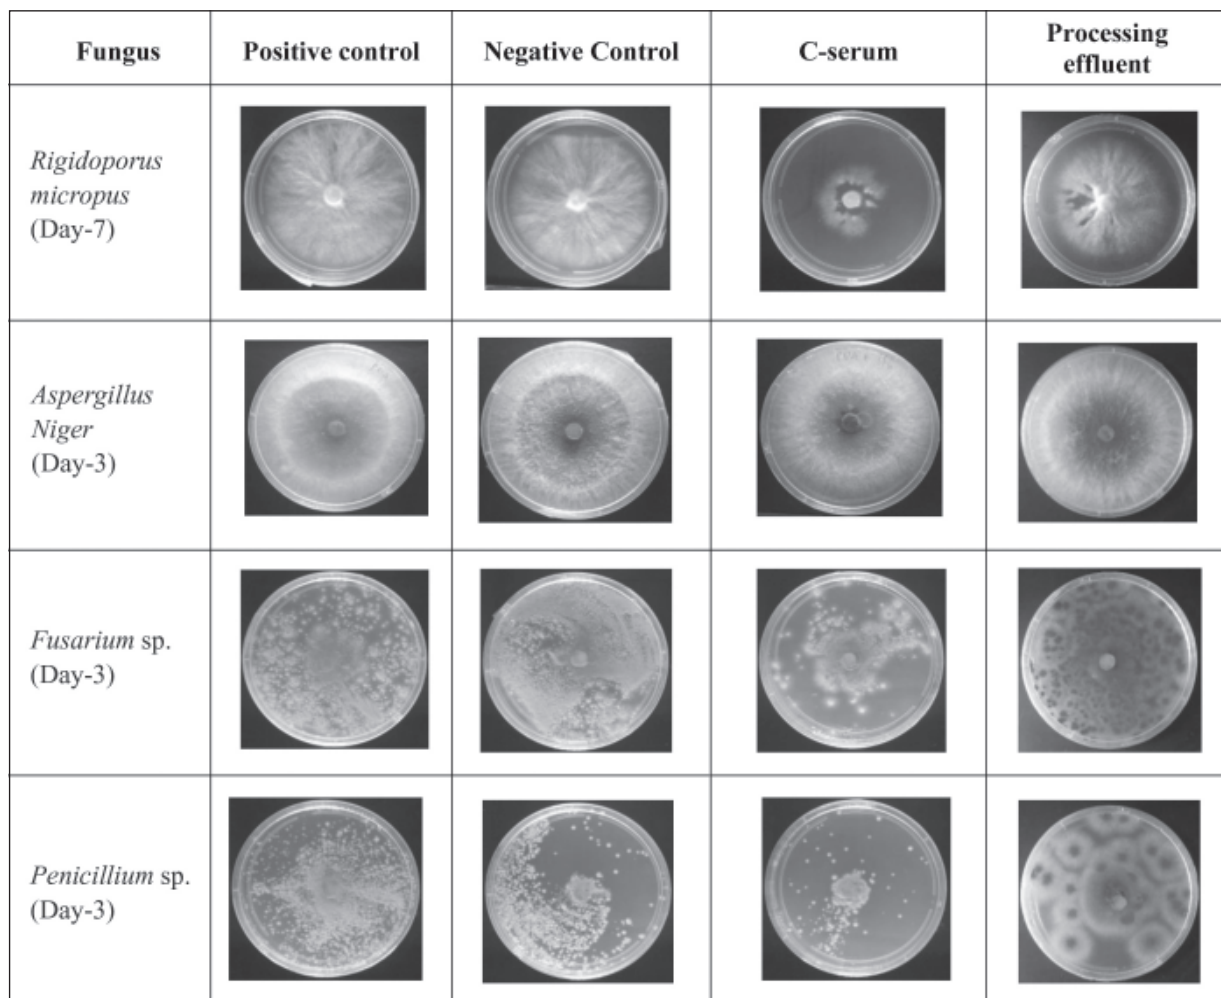 Fungus
Positive control
Negative Control
C-serum
Processing
effluent
Rigidoporus
micropus
(Day-7)
Aspergillus
Niger
(Day-3)
Fusarium sp.
(Day-3)
Penicillium sp.
(Day-3)